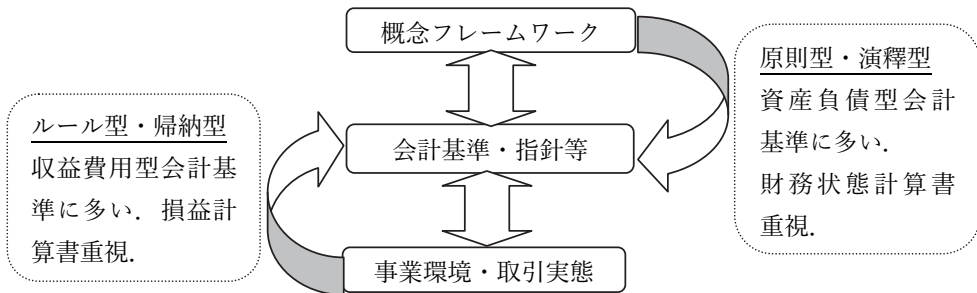 概念フレームワーク
原則型・演釋型
資産負債型会計
基準に多い．
財務状態計算書
重視．
ルール型・帰納型
収益費用型会計基
準に多い．損益計
算書重視．
会計基準・指針等
事業環境・取引実態